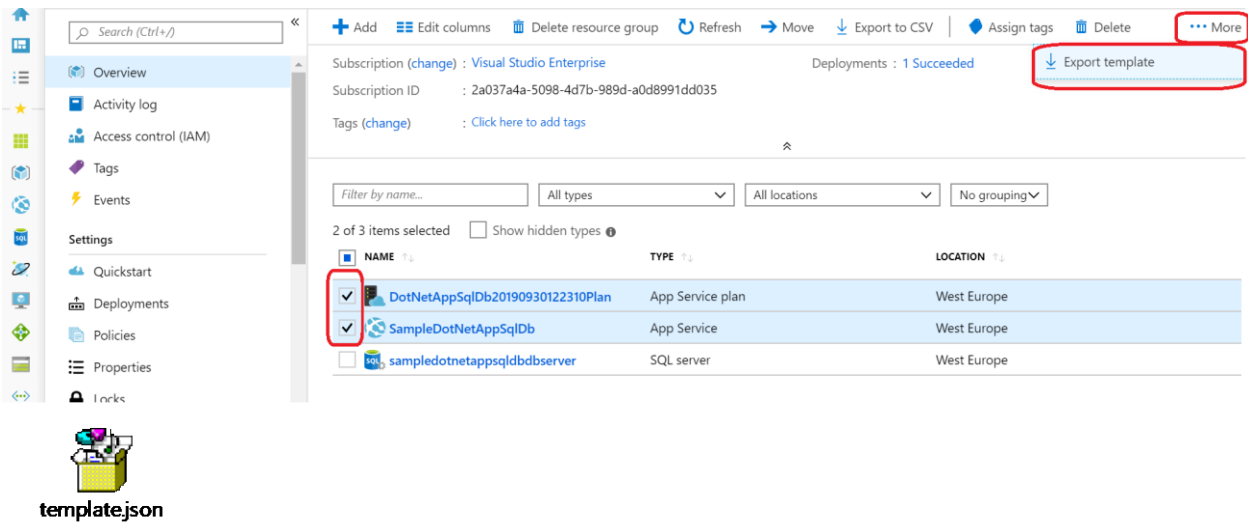 Search (Ctrl+/)
«
Add
Edit columns
Delete resource group
Refresh
Move
Export to CSV
Assign tags
Delete
More
Export template
Overview
Activity log
Access control (IAM)
Tags
Events
Settings
Quickstart
Deployments
Policies
Properties
Locks
Subscription (change) : Visual Studio Enterprise
Deployments : 1 Succeeded
Subscription ID : 2a037a4a-5098-4d7b-989d-a0d8991dd035
Tags (change) : Click here to add tags
Filter by name...
All types
All locations
No grouping
2 of 3 items selected
Show hidden types
NAME TYPE LOCATION
DotNetAppSqlDb20190930122310Plan App Service plan West Europe
SampleDotNetAppSqlDb App Service West Europe
SQL sampledotnetappsqldbdbserver SQL server West Europe
SQL
template.json